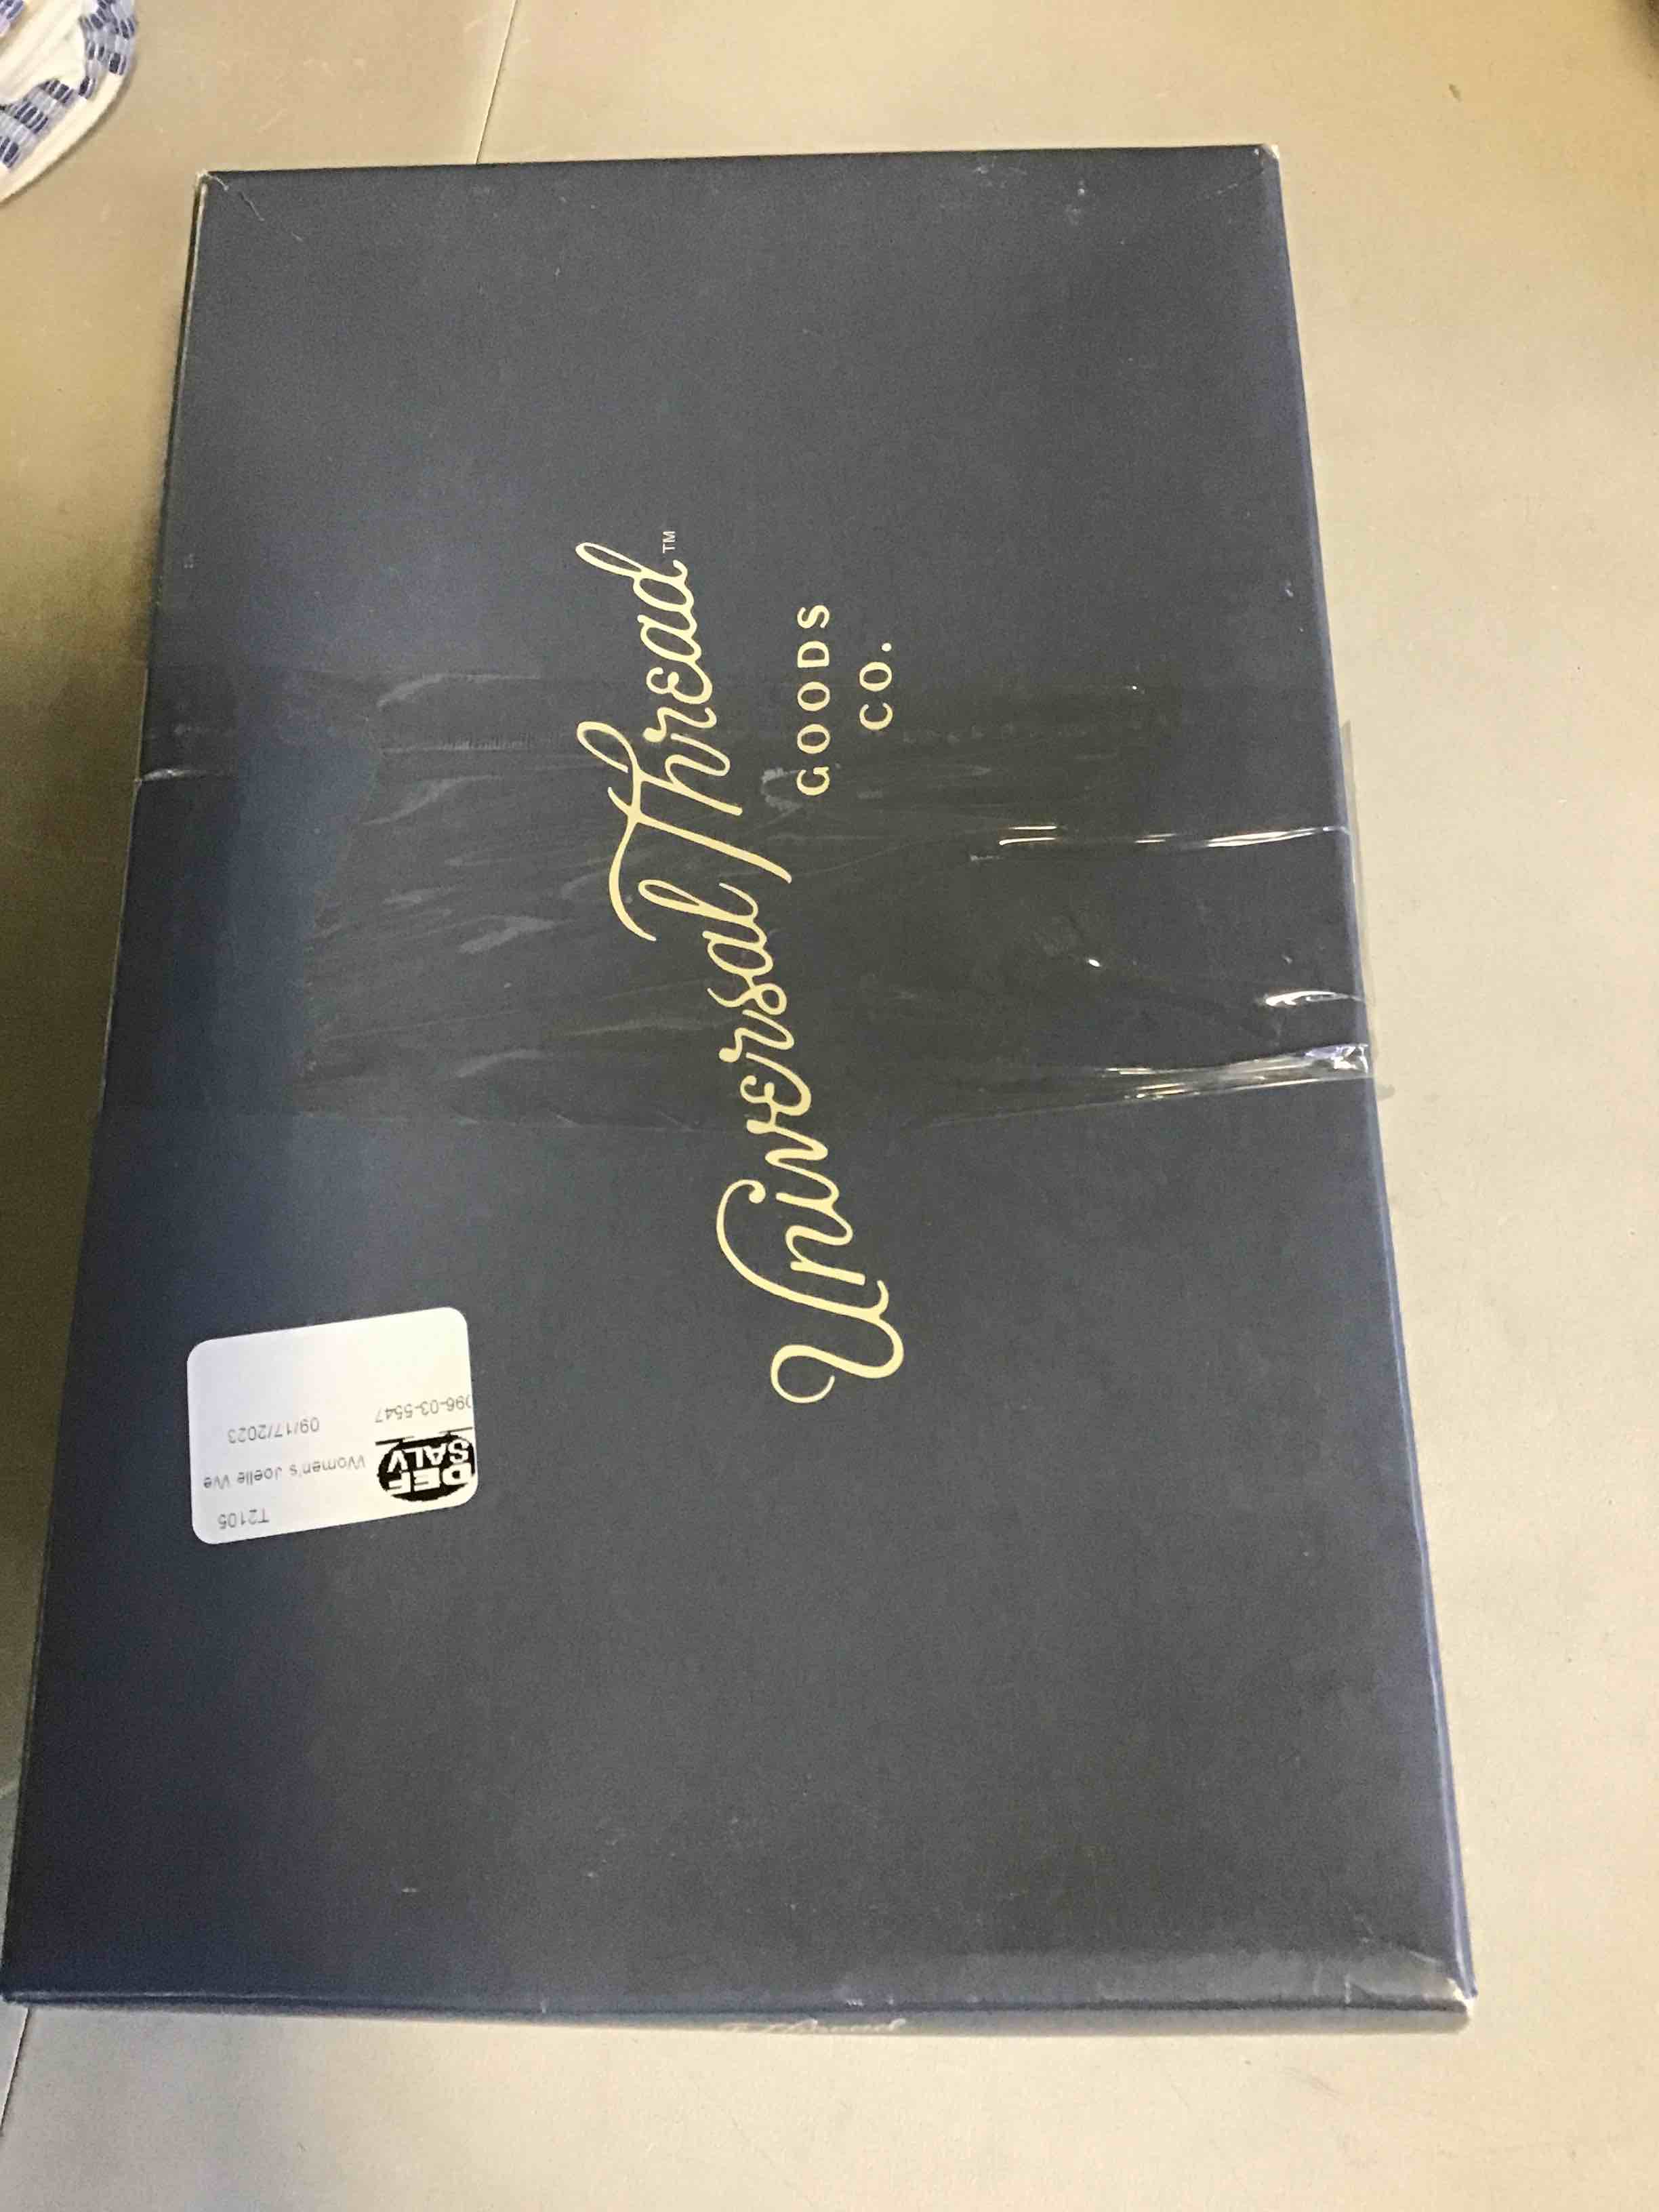 Universal Thread™
GOODS
CO.
T2105
Women's Joelle We
09/17/2023
DEF
SALV
096-03-5547